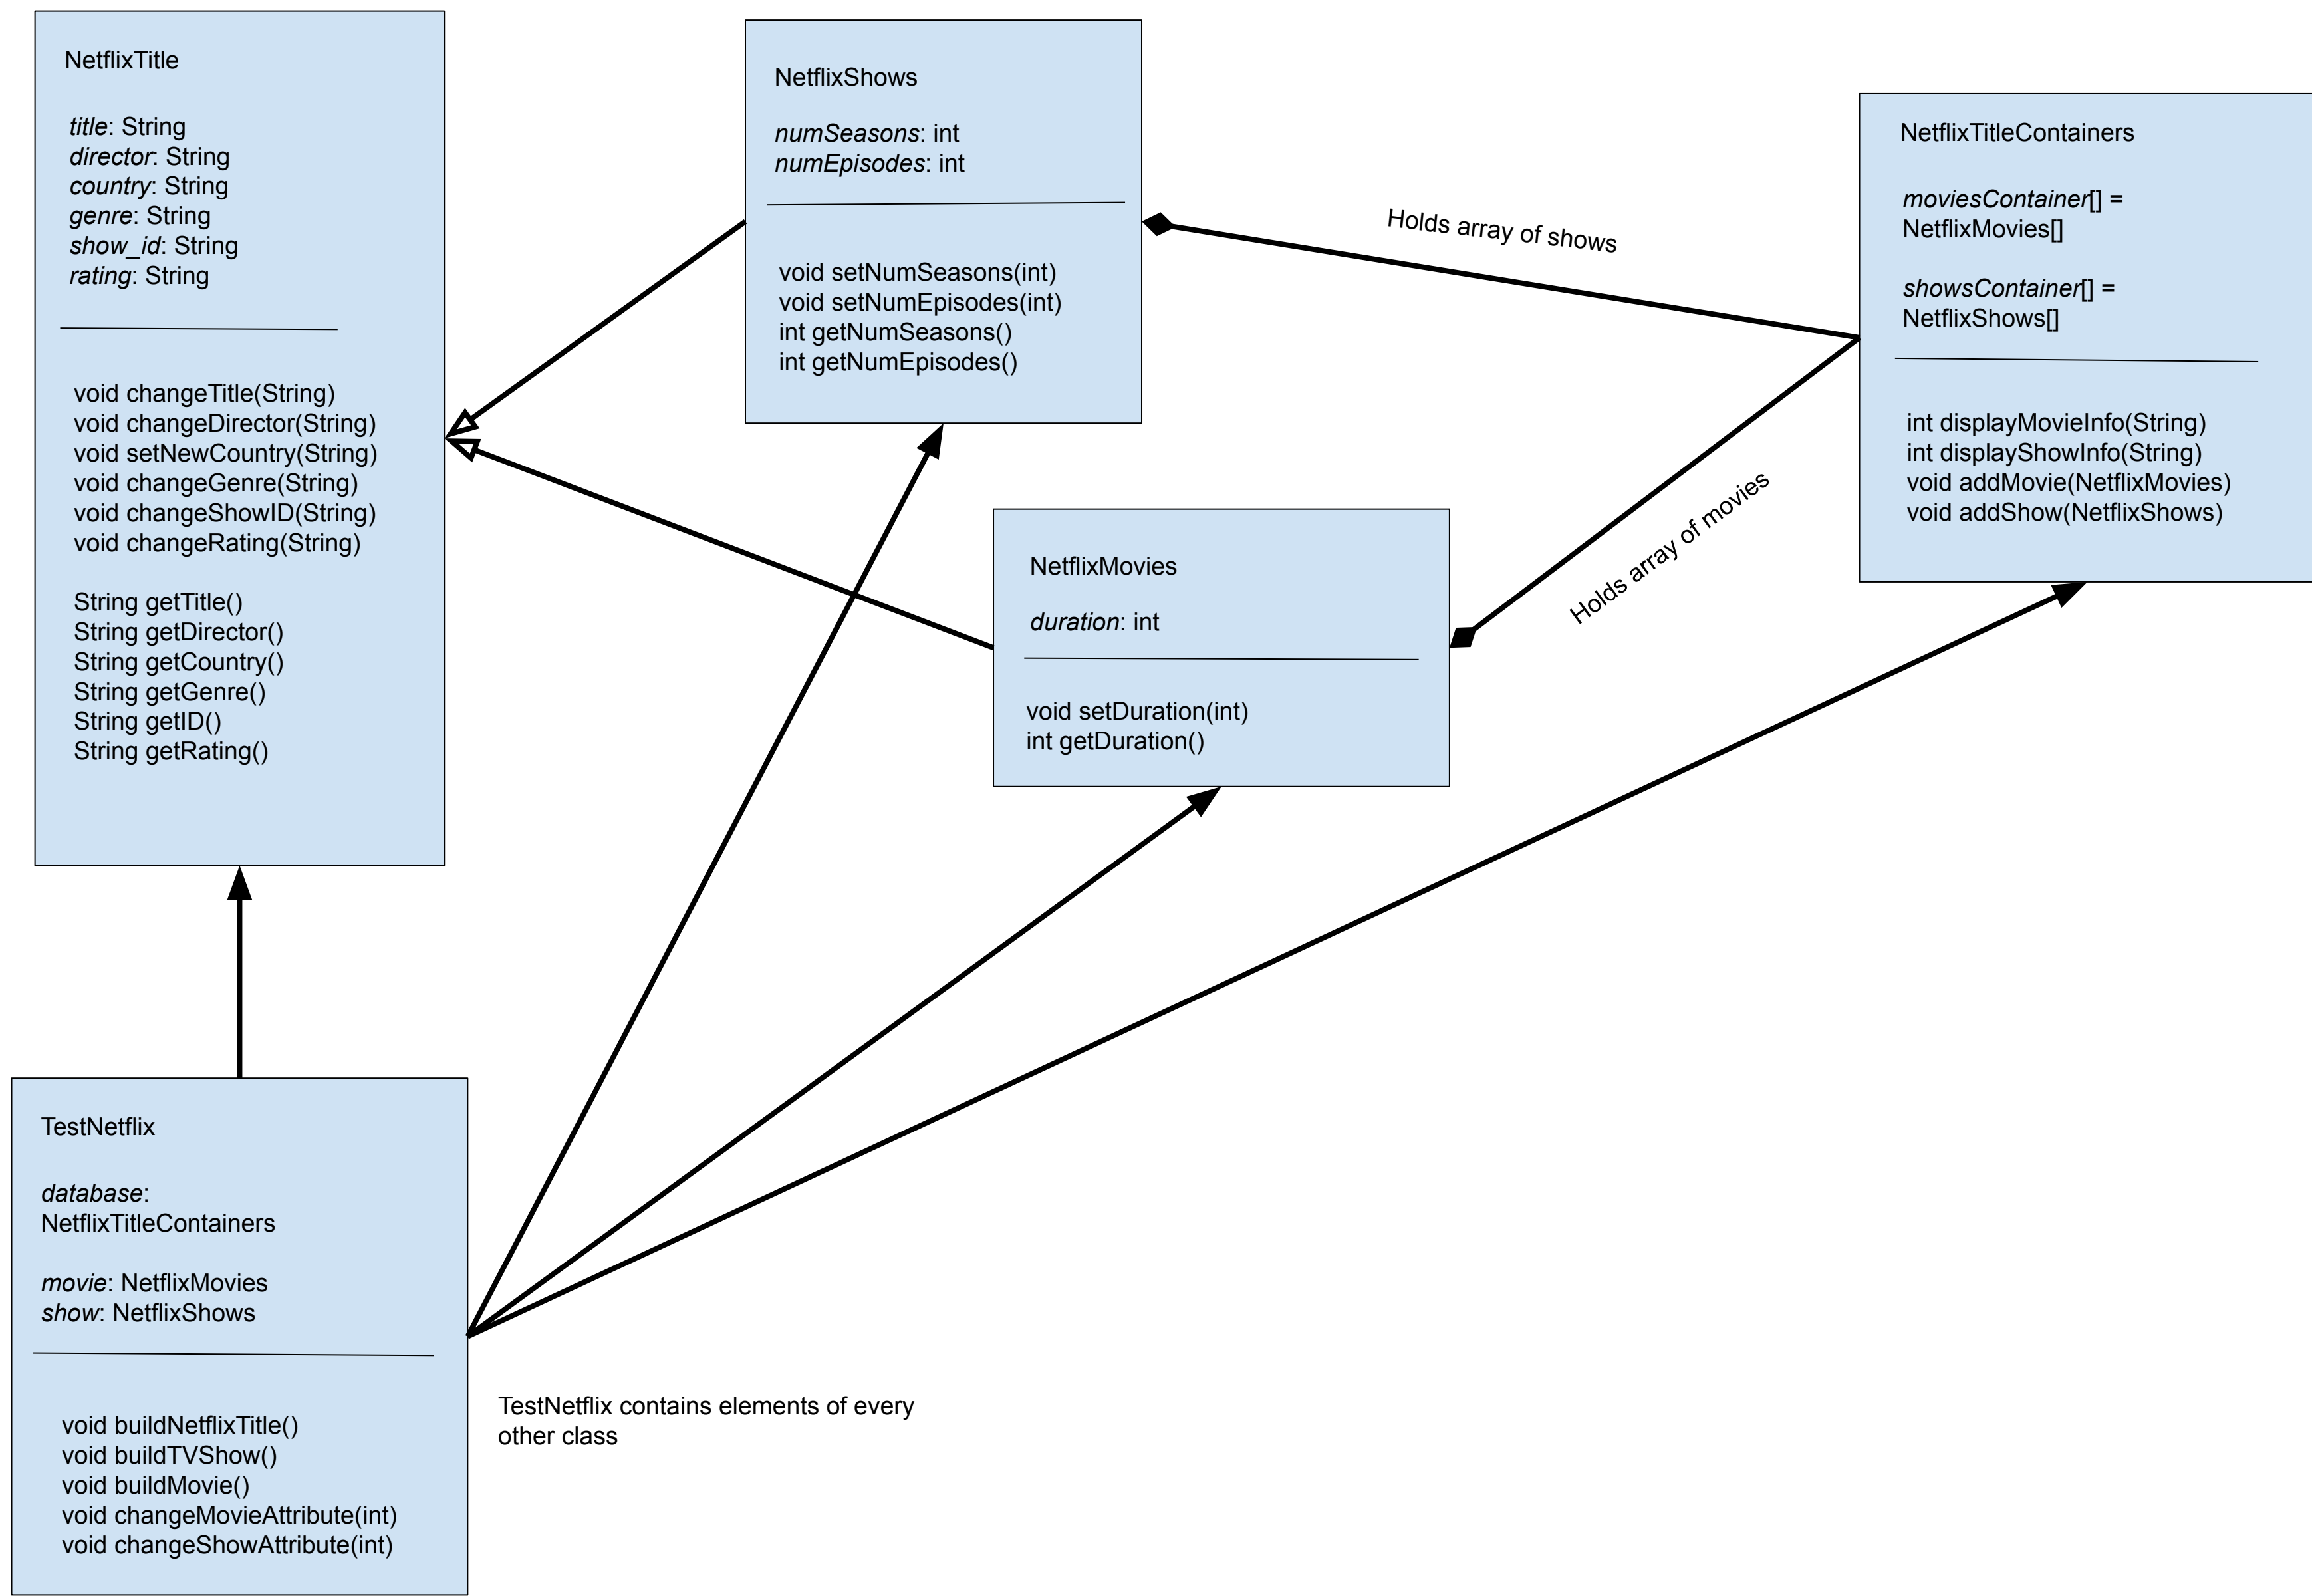 NetflixTitle
title: String
director: String
country: String
genre: String
show_id: String
rating: String
void changeTitle(String)
void changeDirector(String)
void setNewCountry(String)
void changeGenre(String)
void changeShowID(String)
void changeRating(String)
String getTitle()
String getDirector()
String getCountry()
String getGenre()
String getID()
String getRating()
NetflixShows
numSeasons: int
numEpisodes: int
void setNumSeasons(int)
void setNumEpisodes(int)
int getNumSeasons()
int getNumEpisodes()
Holds array of shows
NetflixTitleContainers
moviesContainer[] =
NetflixMovies[]
showsContainer[] =
NetflixShows[]
int displayMovieInfo(String)
int displayShowInfo(String)
void addMovie(NetflixMovies)
void addShow(NetflixShows)
Holds array of movies
NetflixMovies
duration: int
void setDuration(int)
int getDuration()
TestNetflix
database:
NetflixTitleContainers
movie: NetflixMovies
show: NetflixShows
void buildNetflixTitle()
void buildTVShow()
void buildMovie()
void changeMovieAttribute(int)
void changeShowAttribute(int)
TestNetflix contains elements of every
other class